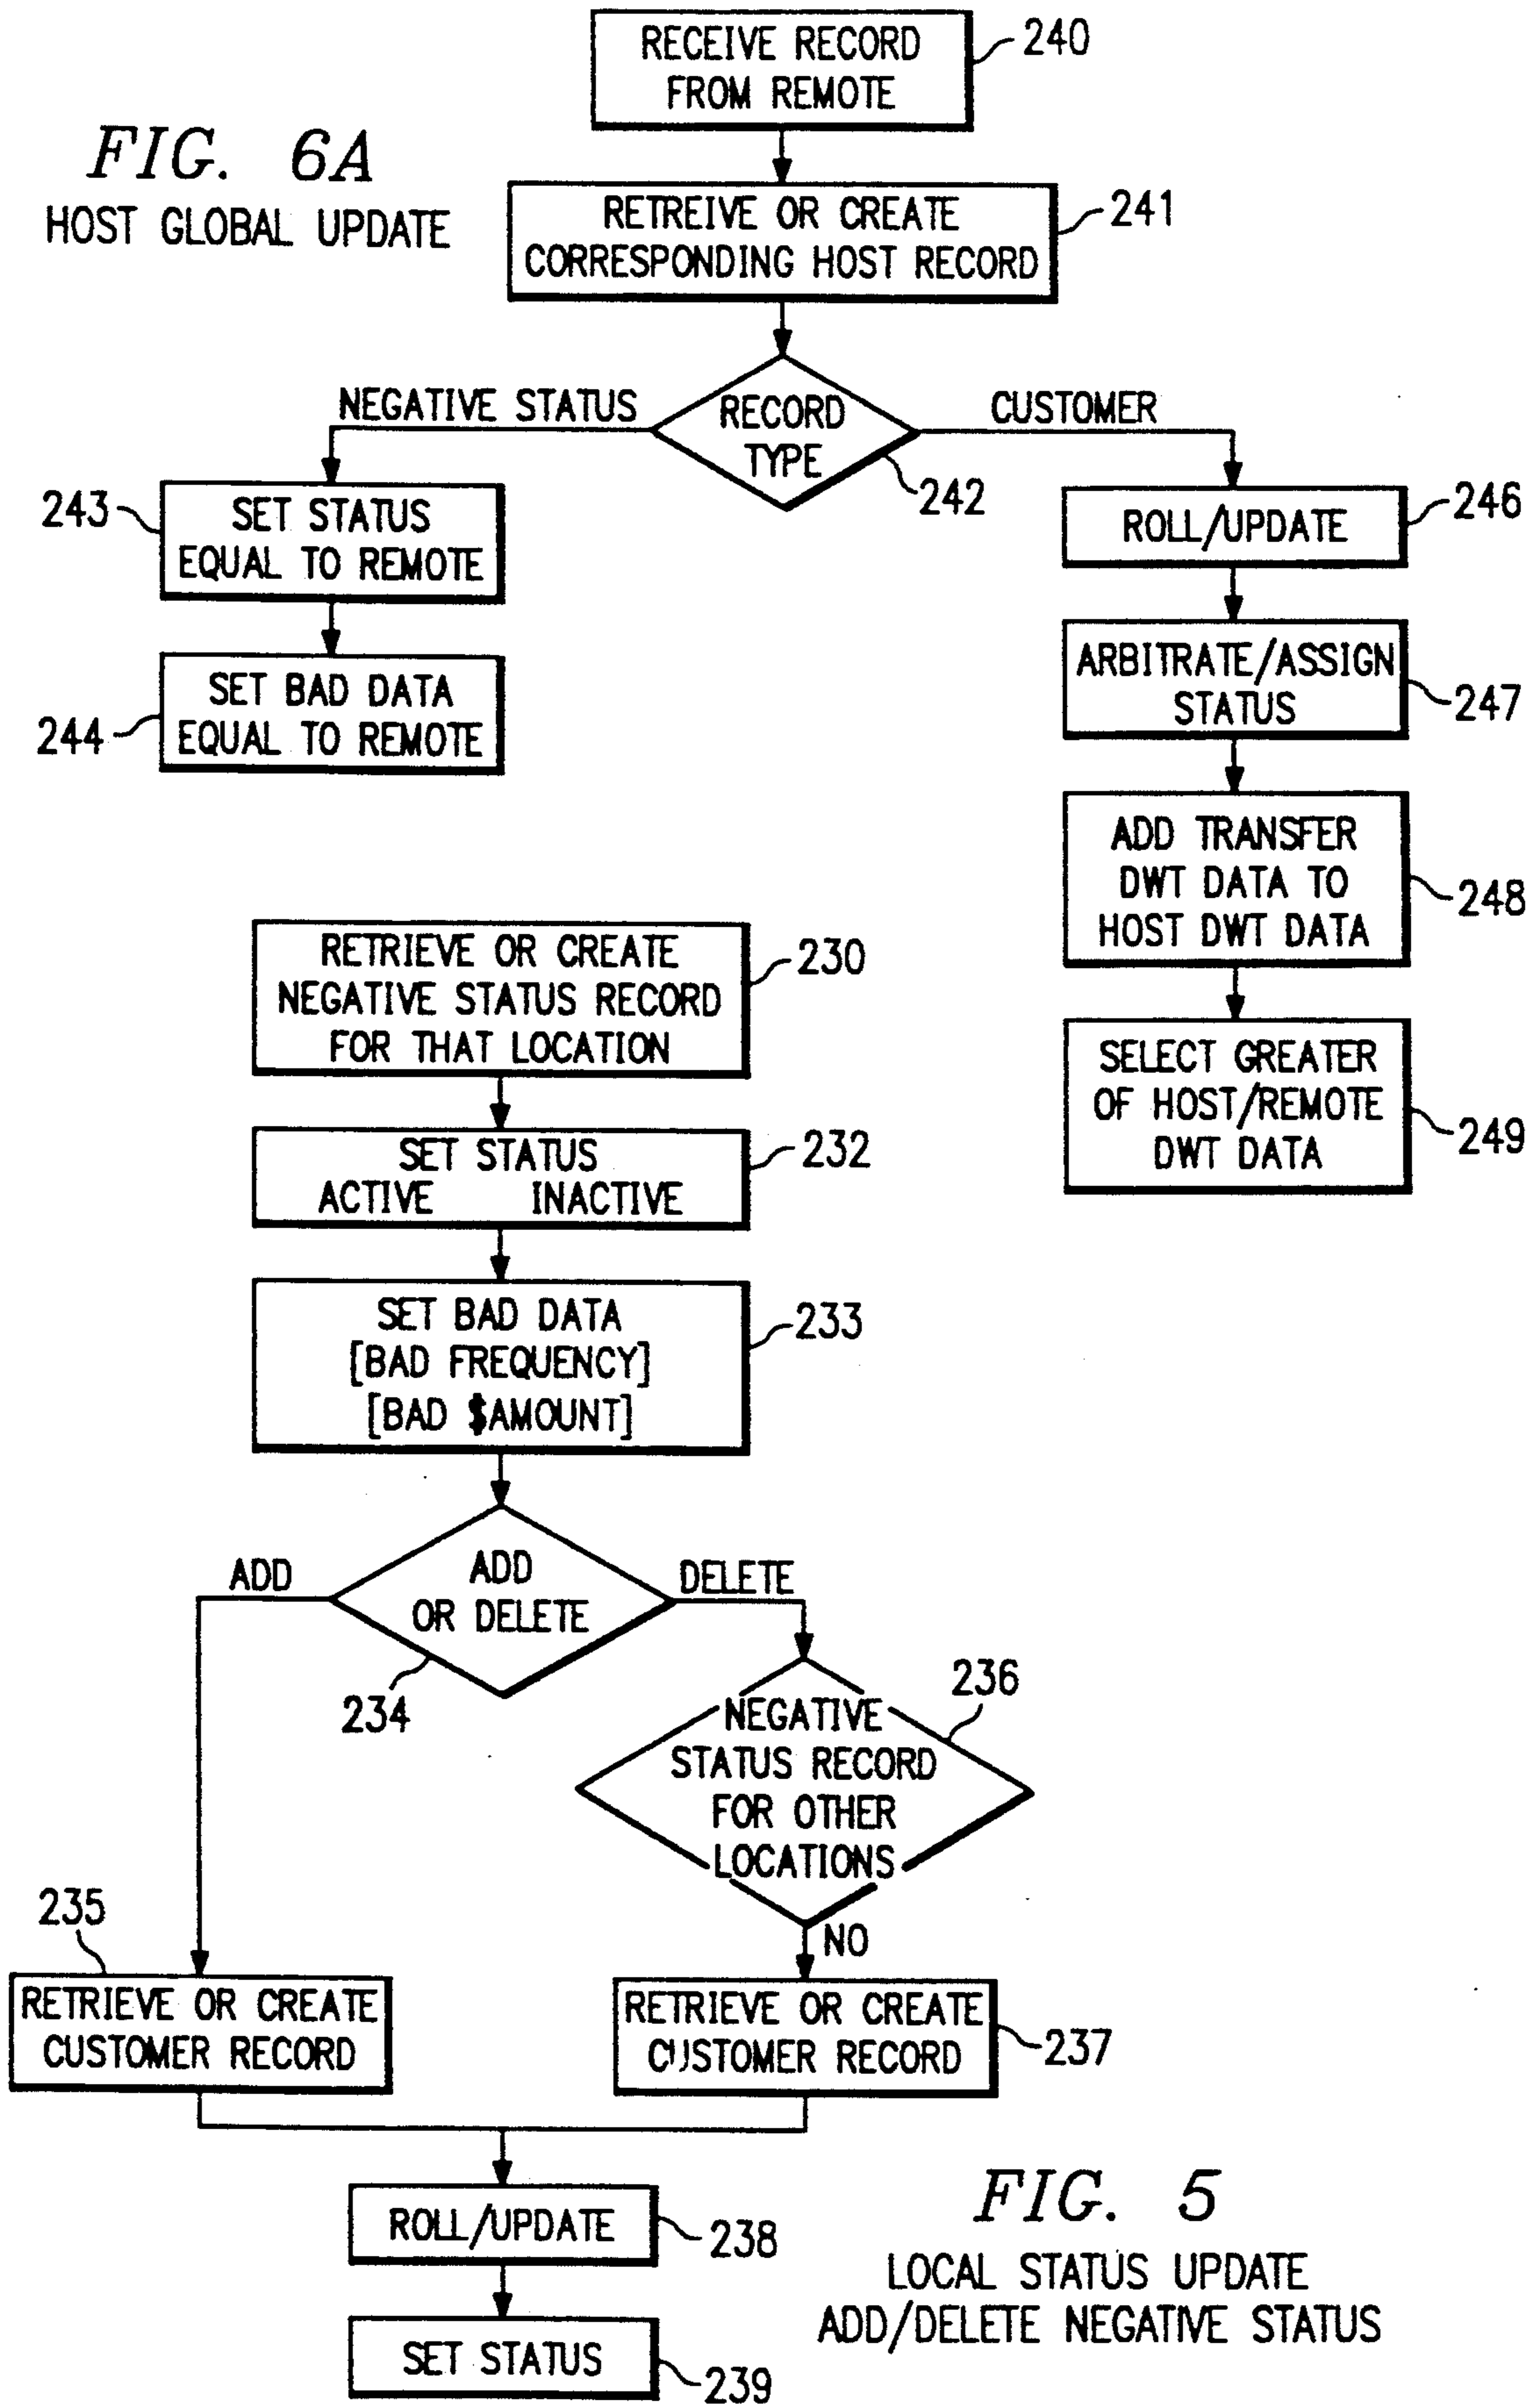 RECEIVE RECORD
FROM REMOTE
240
FIG. 6A
HOST GLOBAL UPDATE
RETREIVE OR CREATE
CORRESPONDING HOST RECORD
241
NEGATIVE STATUS
RECORD
TYPE
242
CUSTOMER
243
SET STATUS
EQUAL TO REMOTE
244
SET BAD DATA
EQUAL TO REMOTE
ROLL/UPDATE
246
ARBITRATE/ASSIGN
STATUS
247
ADD TRANSFER
DWT DATA TO
HOST DWT DATA
248
SELECT GREATER
OF HOST/REMOTE
DWT DATA
249
RETRIEVE OR CREATE
NEGATIVE STATUS RECORD
FOR THAT LOCATION
230
SET STATUS
ACTIVE INACTIVE
232
SET BAD DATA
[BAD FREQUENCY]
[BAD $AMOUNT]
233
ADD
ADD
OR DELETE
DELETE
234
NEGATIVE
STATUS RECORD
FOR OTHER
LOCATIONS
236
NO
235
RETRIEVE OR CREATE
CUSTOMER RECORD
RETRIEVE OR CREATE
CUSTOMER RECORD
237
ROLL/UPDATE
238
SET STATUS
239
FIG. 5
LOCAL STATUS UPDATE
ADD/DELETE NEGATIVE STATUS